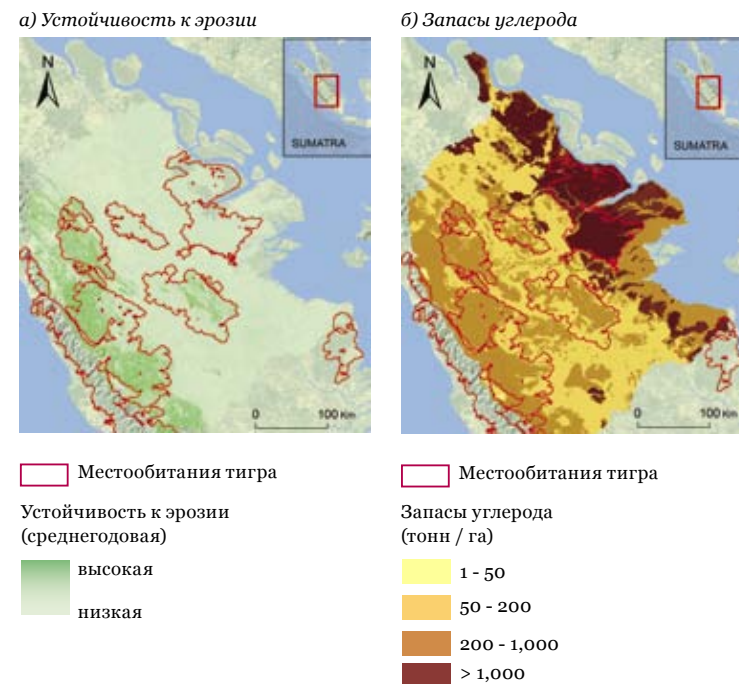 а) Устойчивость к эрозии
N
SUMATRA
0 100 Km
Местообитания тигра
Устойчивость к эрозии
(среднегодовая)
высокая
низкая
б) Запасы углерода
N
SUMATRA
0 100 Km
Местообитания тигра
Запасы углерода
(тонн / га)
1 - 50
50 - 200
200 - 1,000
> 1,000